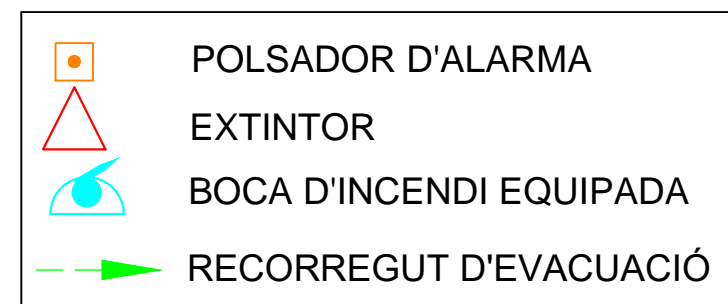 POLSADOR D'ALARMA
EXTINTOR
BOCA D'INCENDI EQUIPADA
RECORREGUT D'EVACUACIÓ